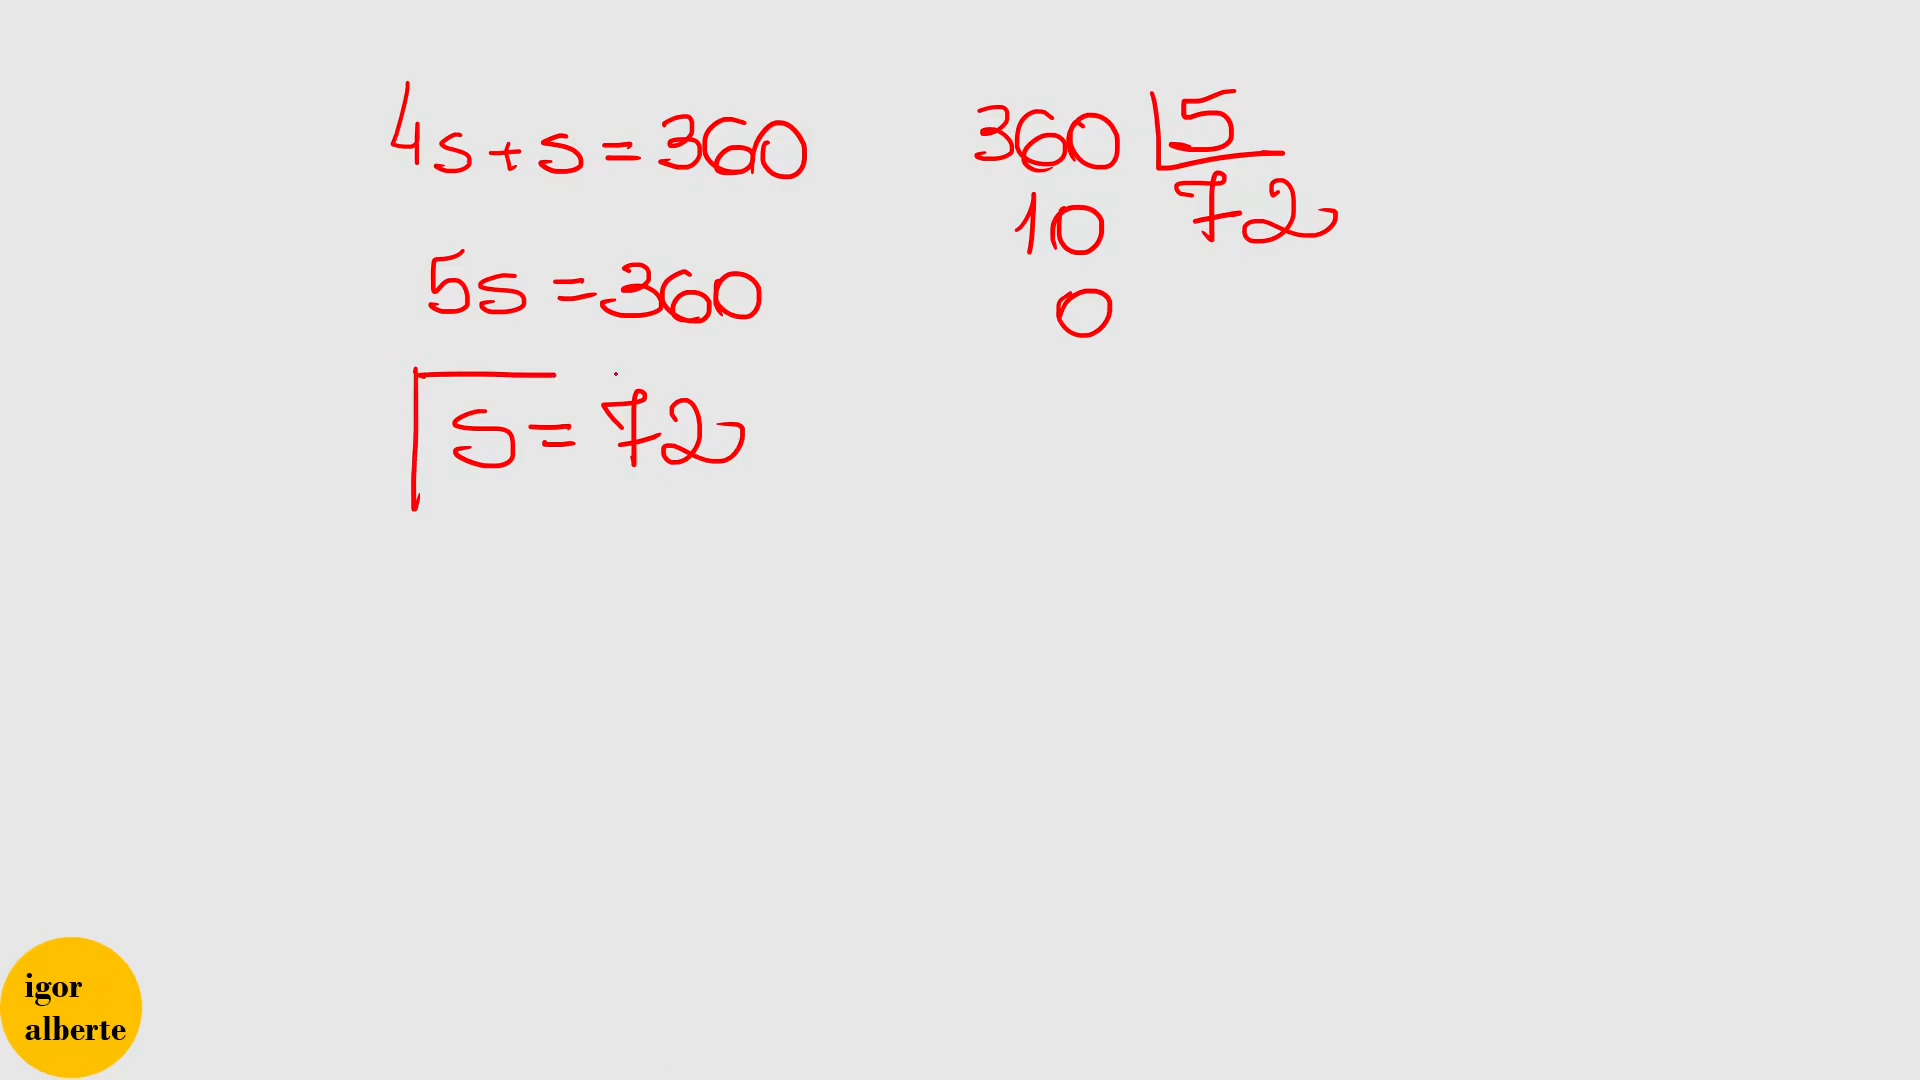 4s + s = 360
5s = 360
s = 72
360 5
10 72
0
igor
alberte